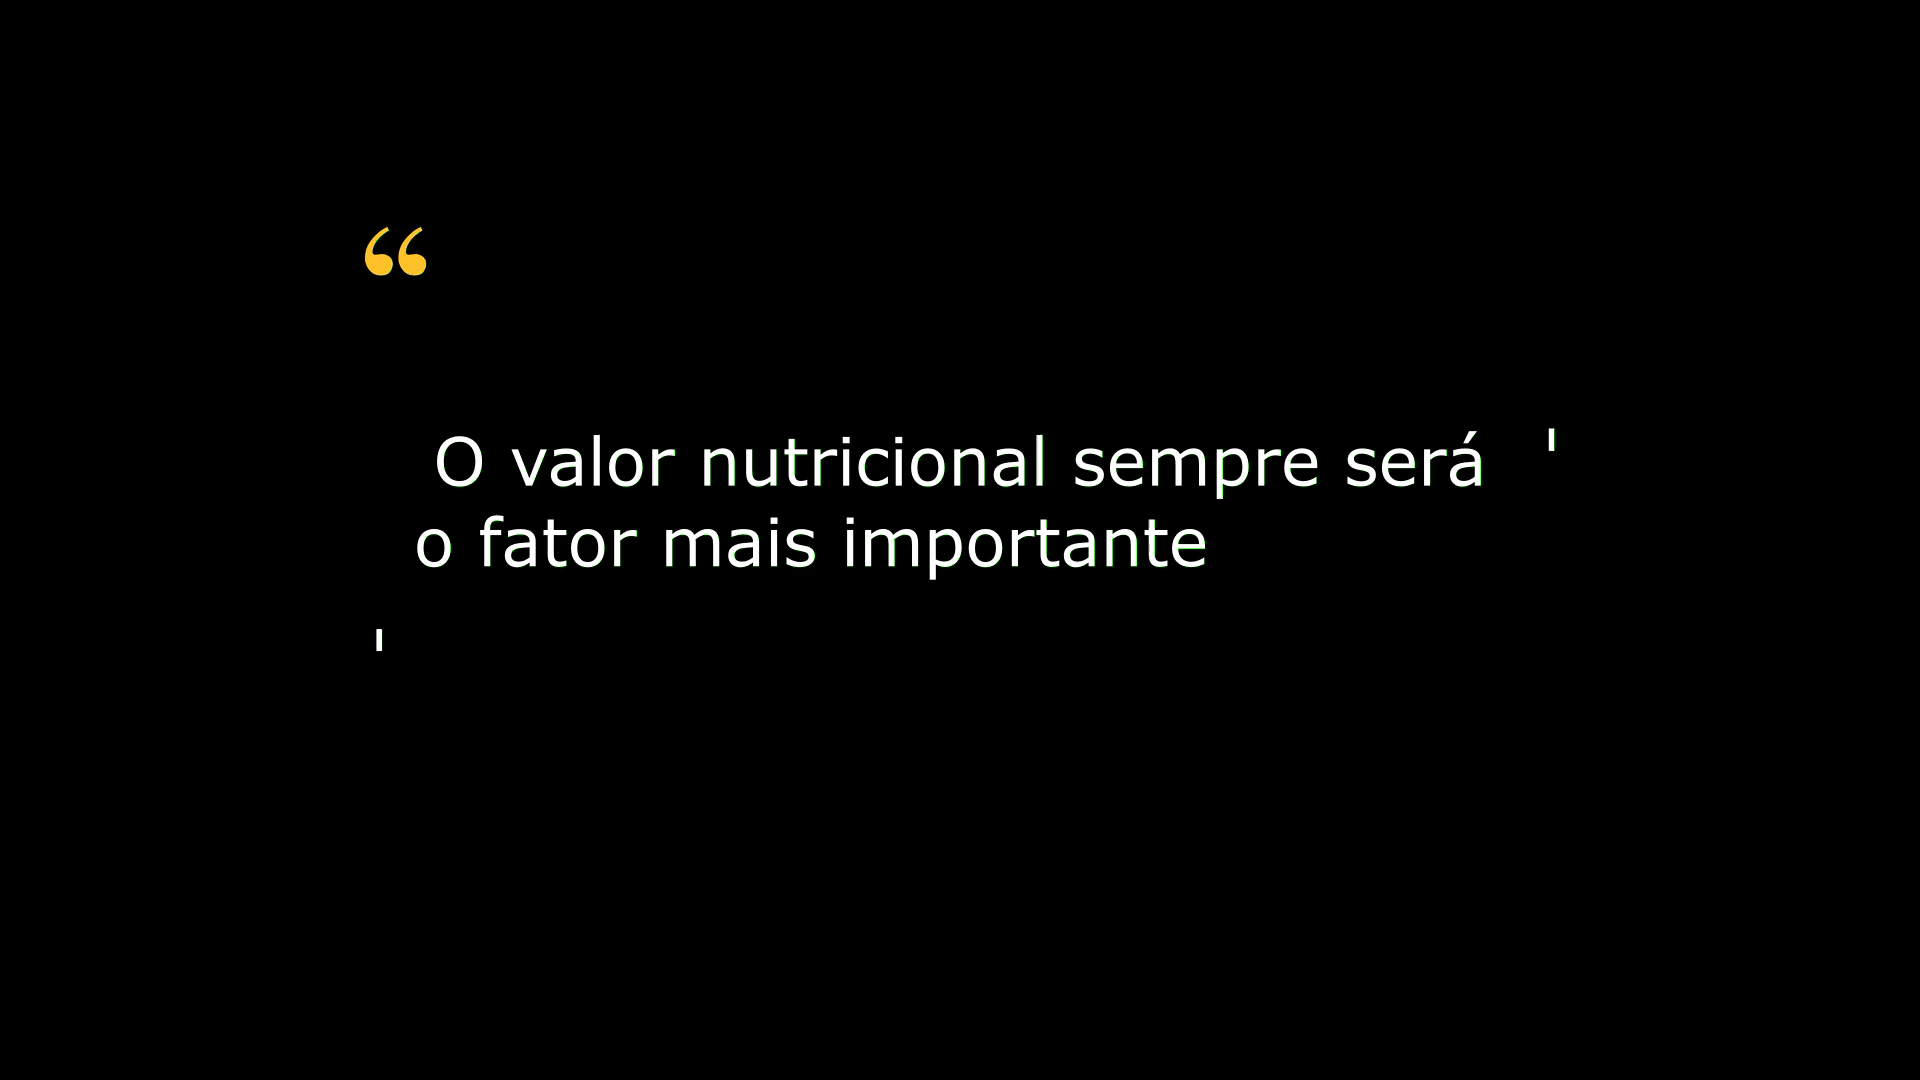 “
O valor nutricional sempre será '
o fator mais importante
'